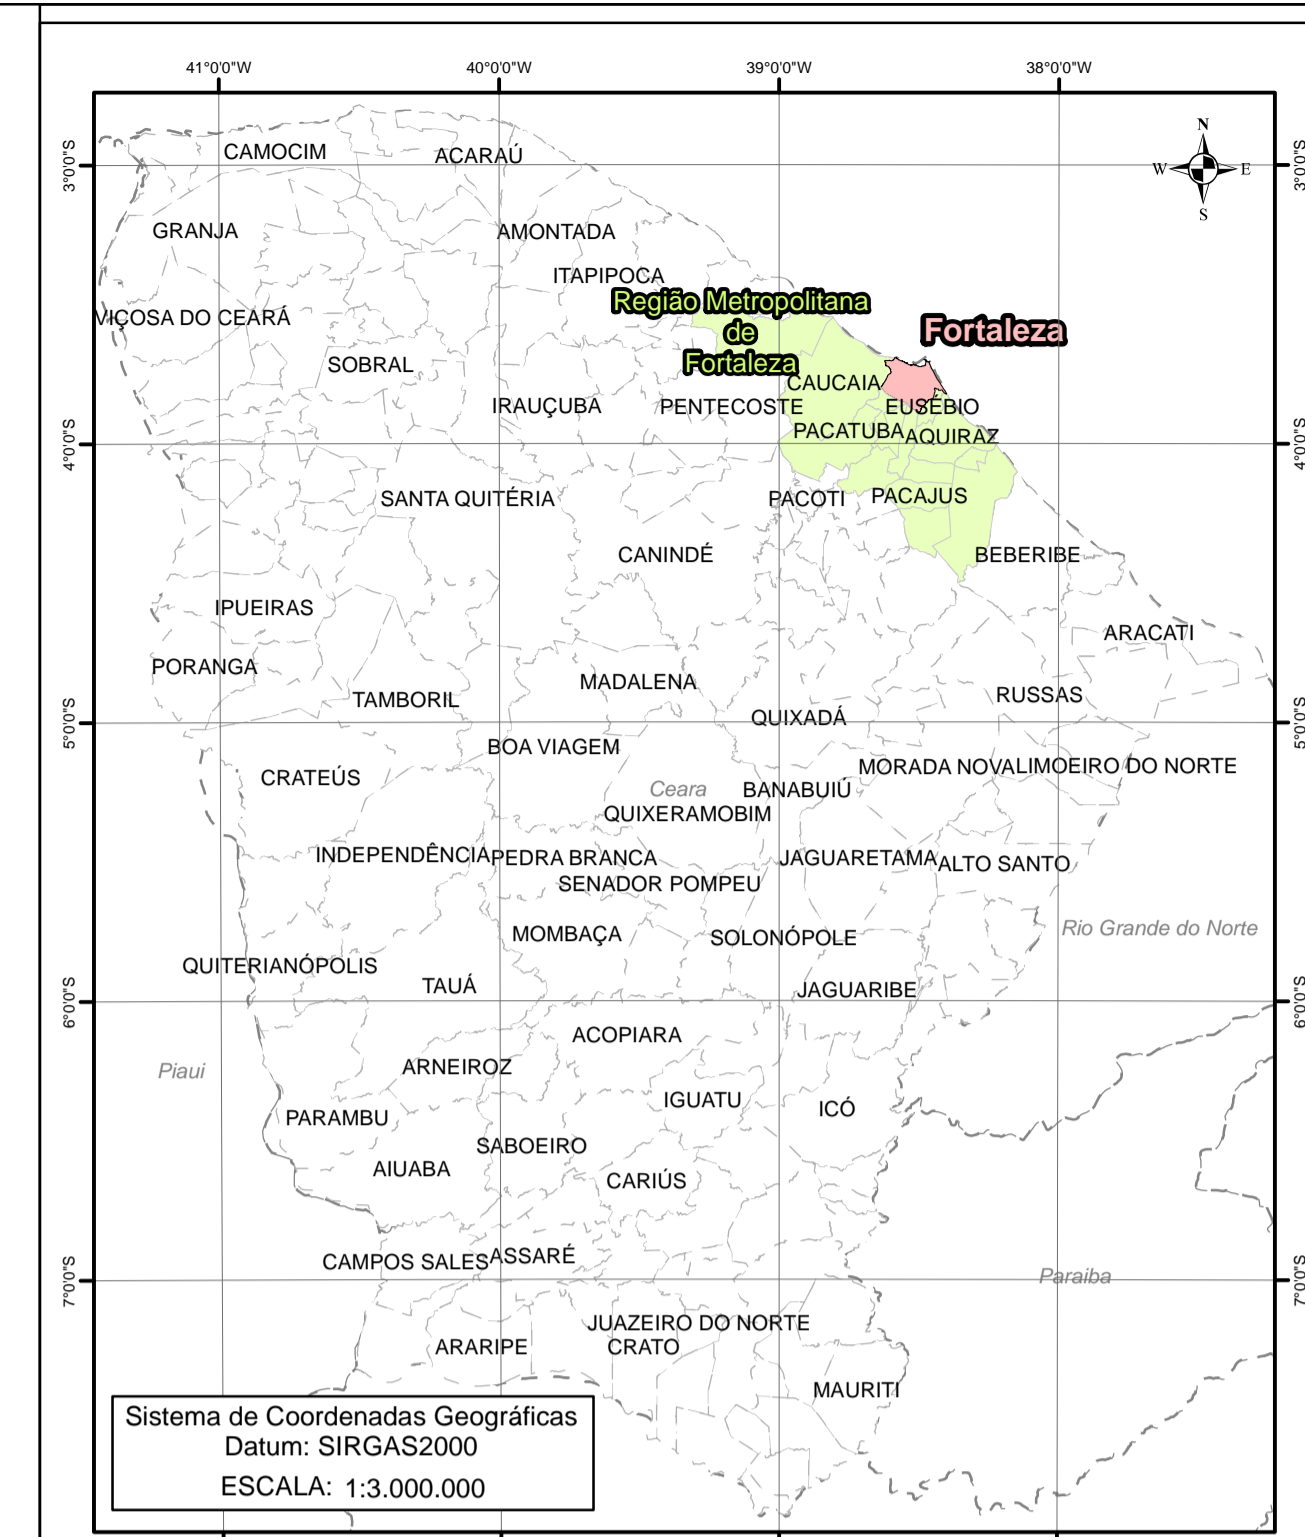 41°0'0"W 40°0'0"W 39°0'0"W 38°0'0"W
N
W E
S
3°0'0"S 3°0'0"S
CAMOCIM
ACARAÚ
GRANJA
AMONTADA
ITAPIPOCA
Região Metropolitana
de
Fortaleza
Fortaleza
VIÇOSA DO CEARÁ
SOBRAL
CAUCAIA
IRAUÇUBA
PENTECOSTE
EUSÉBIO
PACATUBA
AQUIRAZ
4°0'0"S 4°0'0"S
SANTA QUITÉRIA
PACOTI
PACAJUS
CANINDÉ
BEBERIBE
IPUEIRAS
ARACATI
PORANGA
MADALENA
TAMBORIL
RUSSAS
QUIXADÁ
5°0'0"S 5°0'0"S
BOA VIAGEM
MORADA NOVA
LIMOEIRO DO NORTE
CRATEÚS
Ceara
BANABUIÚ
QUIXERAMOBIM
INDEPENDÊNCIA
PEDRA BRANCA
JAGUARETAMA
ALTO SANTO
SENADOR POMPEU
Rio Grande do Norte
MOMBAÇA
SOLONÓPOLE
QUITERIANÓPOLIS
TAUÁ
JAGUARIBE
6°0'0"S 6°0'0"S
ACOPIARA
Piaui
ARNEIROZ
IGUATU
ICÓ
PARAMBU
SABOEIRO
AIUABA
CARIÚS
CAMPOS SALES
ASSARÉ
Paraiba
7°0'0"S 7°0'0"S
JUAZEIRO DO NORTE
ARARIPE
CRATO
MAURITI
Sistema de Coordenadas Geográficas
Datum: SIRGAS2000
ESCALA: 1:3.000.000